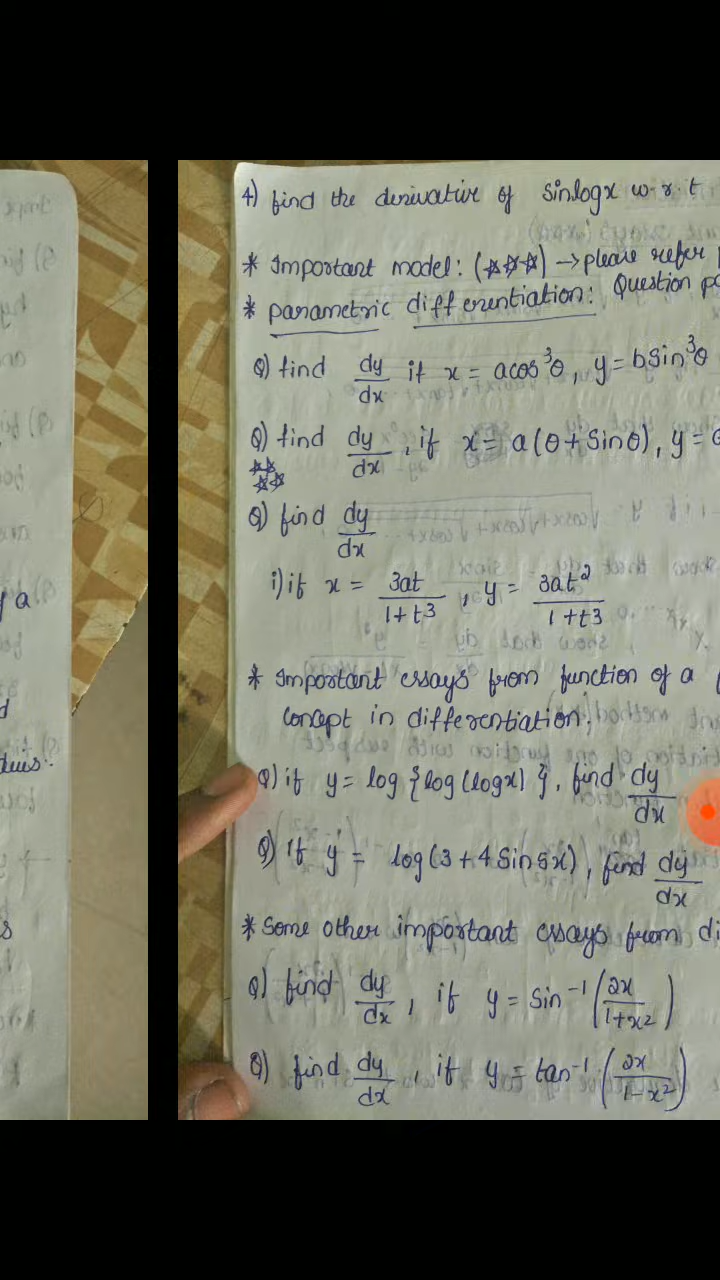 y a
d
dius.
s
4) find the derivative of sinlogx w.r.t
* Important model: (☆☆☆) → please refer
* parametric differentiation: Question
Q) find dy/dx if x = acos³θ, y = bsin³θ
Q) find dy/dx, if x = a(θ + sinθ), y =
☆☆☆☆
Q) find dy/dx
i) if x = 3at/1+t³, y = 3at²/1+t³
* Important essays from function of a
concept in differentiation:
Q) if y = log{log(logx)}, find dy/dx
Q) If y = log(3 + 4Sin5x), find dy/dx
* Some other important essays from
Q) find dy/dx, if y = Sin⁻¹(2x/1+x²)
Q) find dy/dx, if y = tan⁻¹(2x/1-x²)